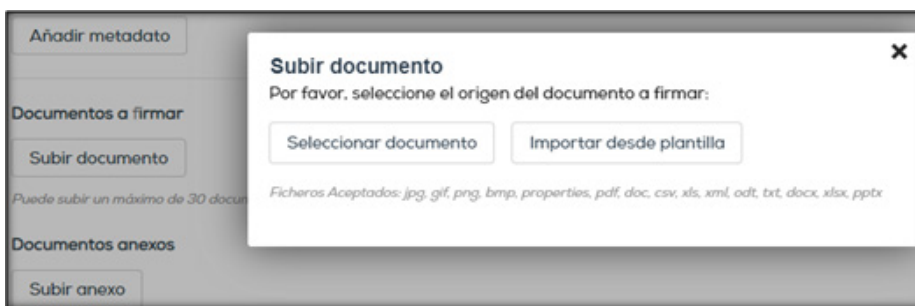 Añadir metadato
Subir documento
Por favor, seleccione el origen del documento a firmar:
Documentos a firmar
Seleccionar documento Importar desde plantilla
Subir documento
Ficheros Aceptados: jpg, gif, png, bmp, properties, pdf, doc, csv, xls, xml, odt, txt, docx, xlsx, pptx
Puede subir un máximo de 30
Documentos anexos
Subir anexo